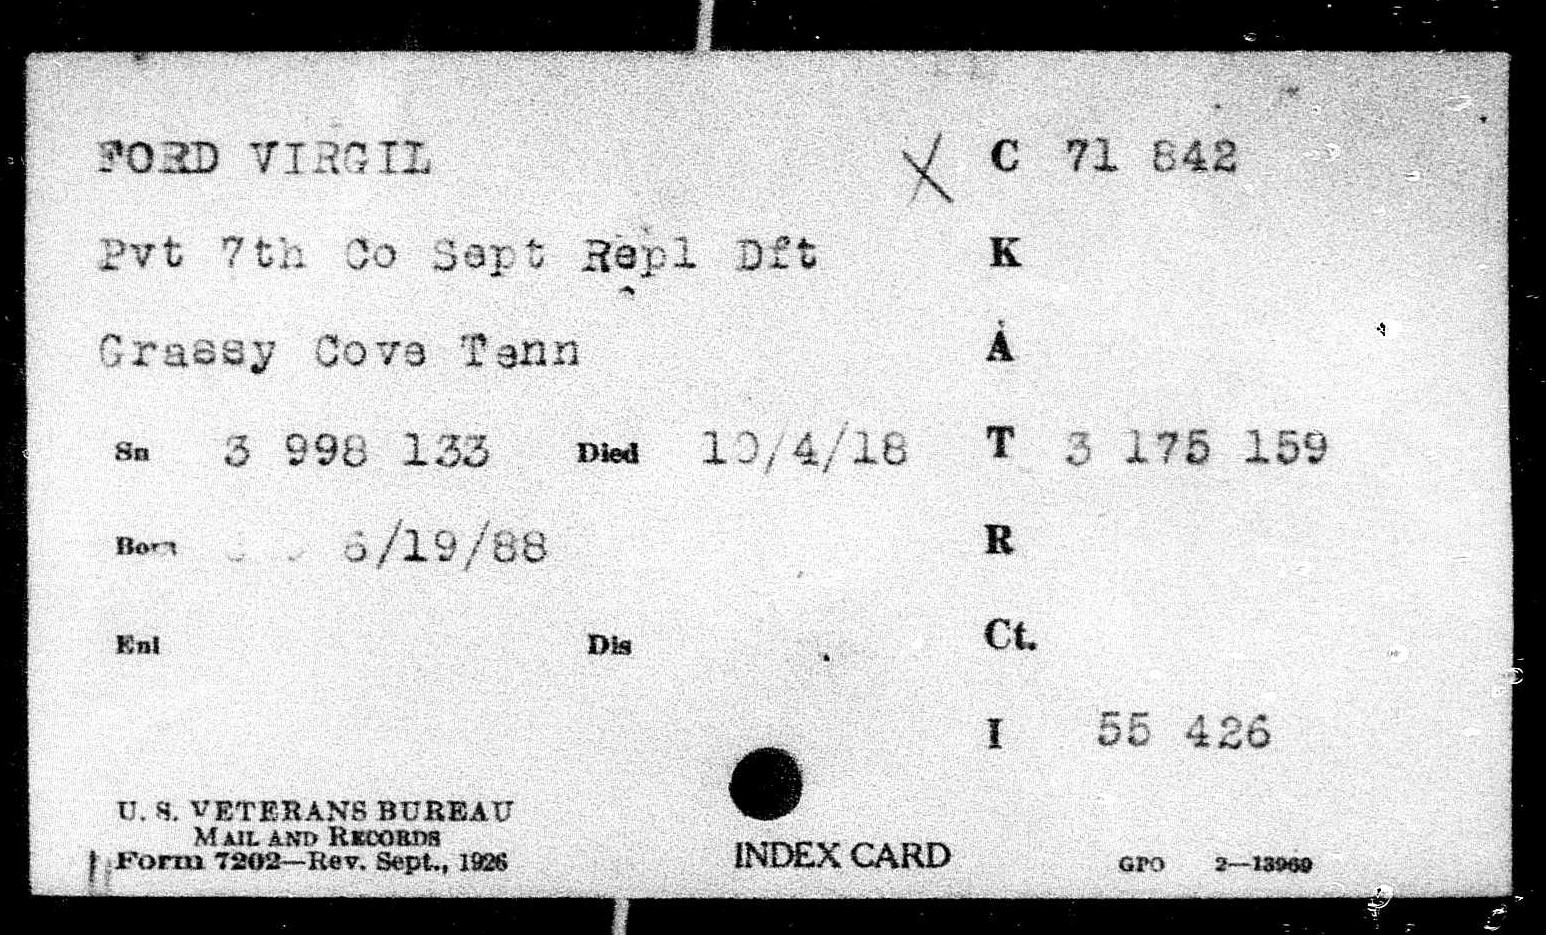 FORD VIRGIL C 71 842
Pvt 7th Co Sept Repl Dft K
Grassy Cove Tenn A
Sn 3 998 133 Died 10/4/18 T 3 175 159
Born 6/19/88 R
Enl Dis Ct.
I 55 426
U. S. VETERANS BUREAU
MAIL AND RECORDS
Form 7202—Rev. Sept., 1926
INDEX CARD
GPO 2—13969